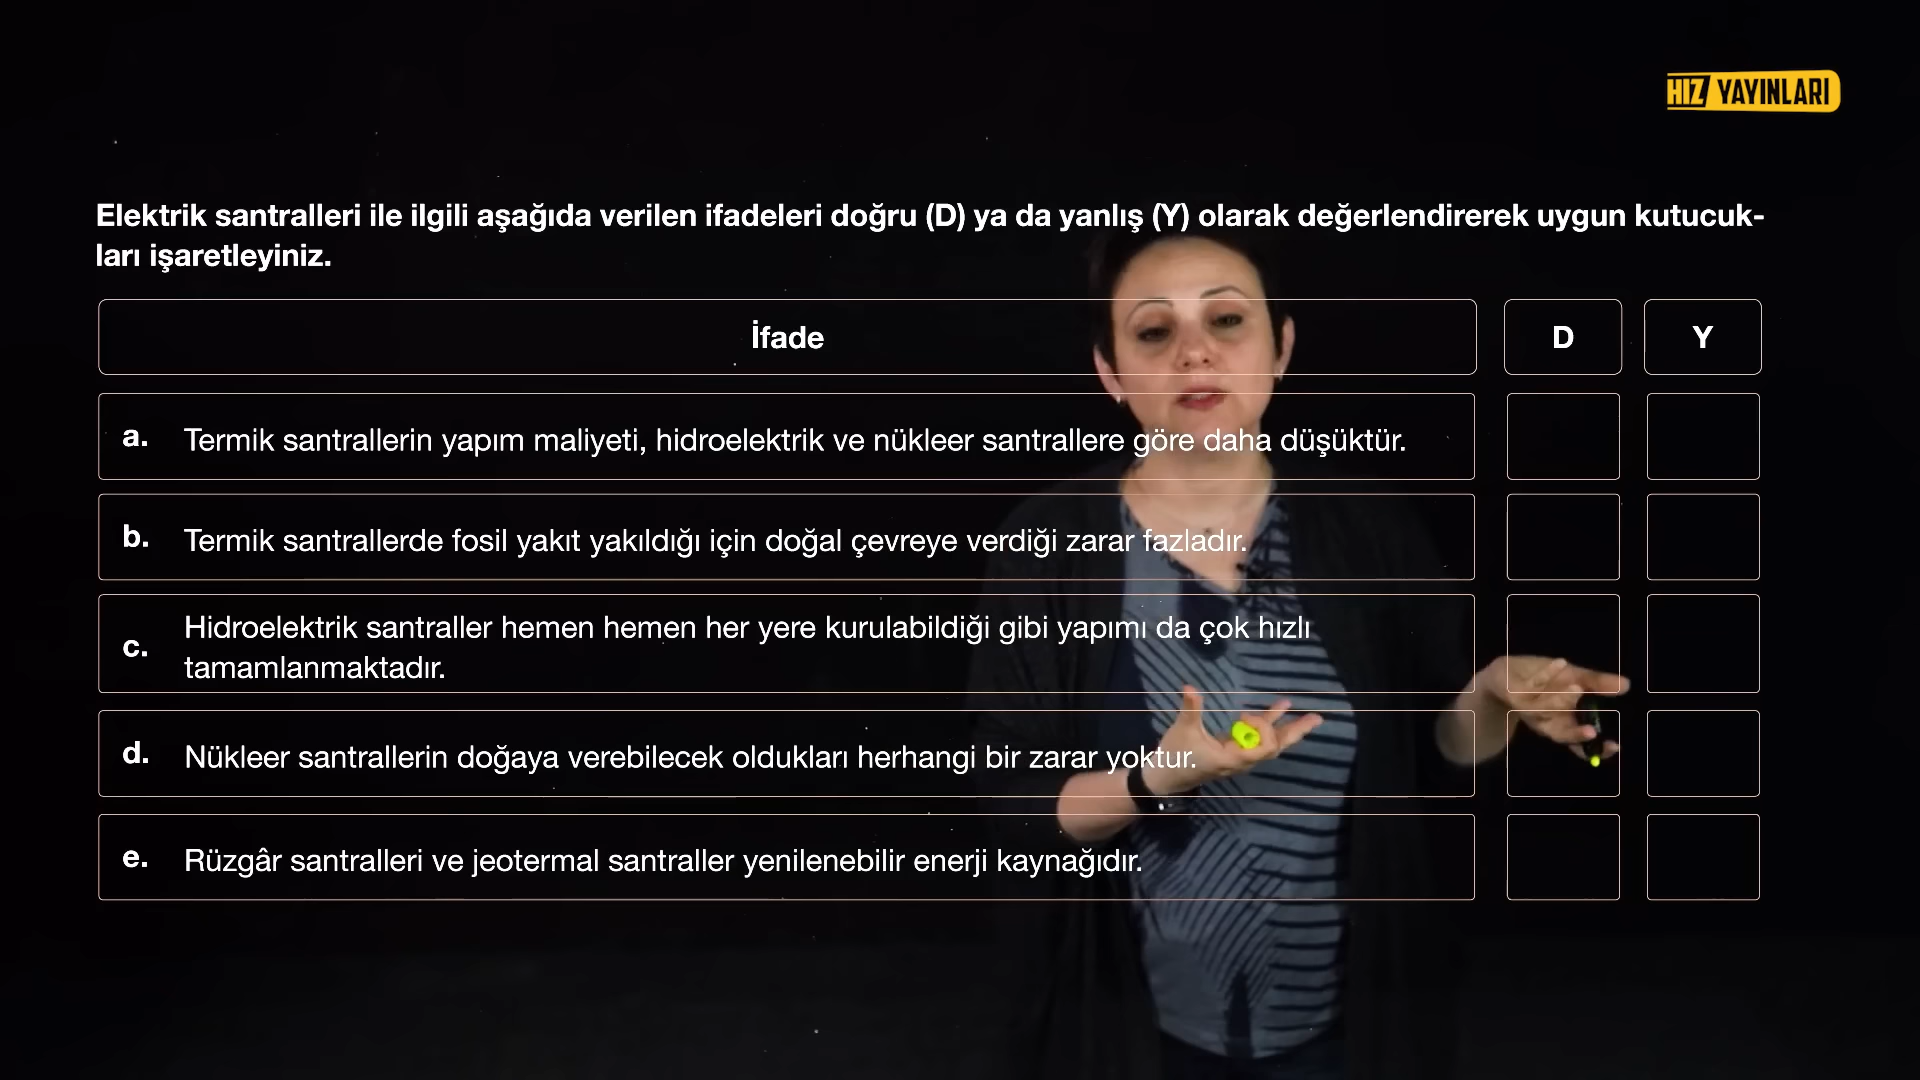 HIZ YAYINLARI
Elektrik santralleri ile ilgili aşağıda verilen ifadeleri doğru (D) ya da yanlış (Y) olarak değerlendirerek uygun kutucuk-
ları işaretleyiniz.
İfade D Y
a. Termik santrallerin yapım maliyeti, hidroelektrik ve nükleer santrallere göre daha düşüktür.
b. Termik santrallerde fosil yakıt yakıldığı için doğal çevreye verdiği zarar fazladır.
c. Hidroelektrik santraller hemen hemen her yere kurulabildiği gibi yapımı da çok hızlı
tamamlanmaktadır.
d. Nükleer santrallerin doğaya verebilecek oldukları herhangi bir zarar yoktur.
e. Rüzgâr santralleri ve jeotermal santraller yenilenebilir enerji kaynağıdır.